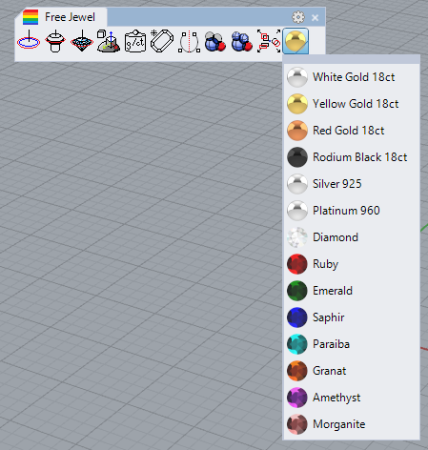 Free Jewel
White Gold 18ct
Yellow Gold 18ct
Red Gold 18ct
Rodium Black 18ct
Silver 925
Platinum 960
Diamond
Ruby
Emerald
Saphir
Paraiba
Granat
Amethyst
Morganite